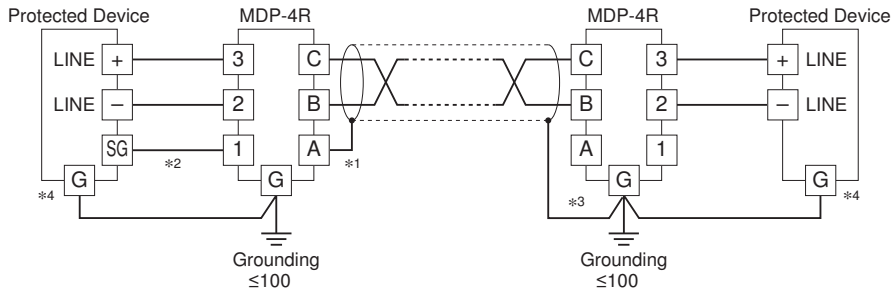 Protected Device MDP-4R MDP-4R Protected Device
LINE + 3 C C 3 + LINE
LINE – 2 B B 2 – LINE
SG *2 1 A *1 A 1
*4 G G *3 G G *4
Grounding Grounding
≤100 ≤100